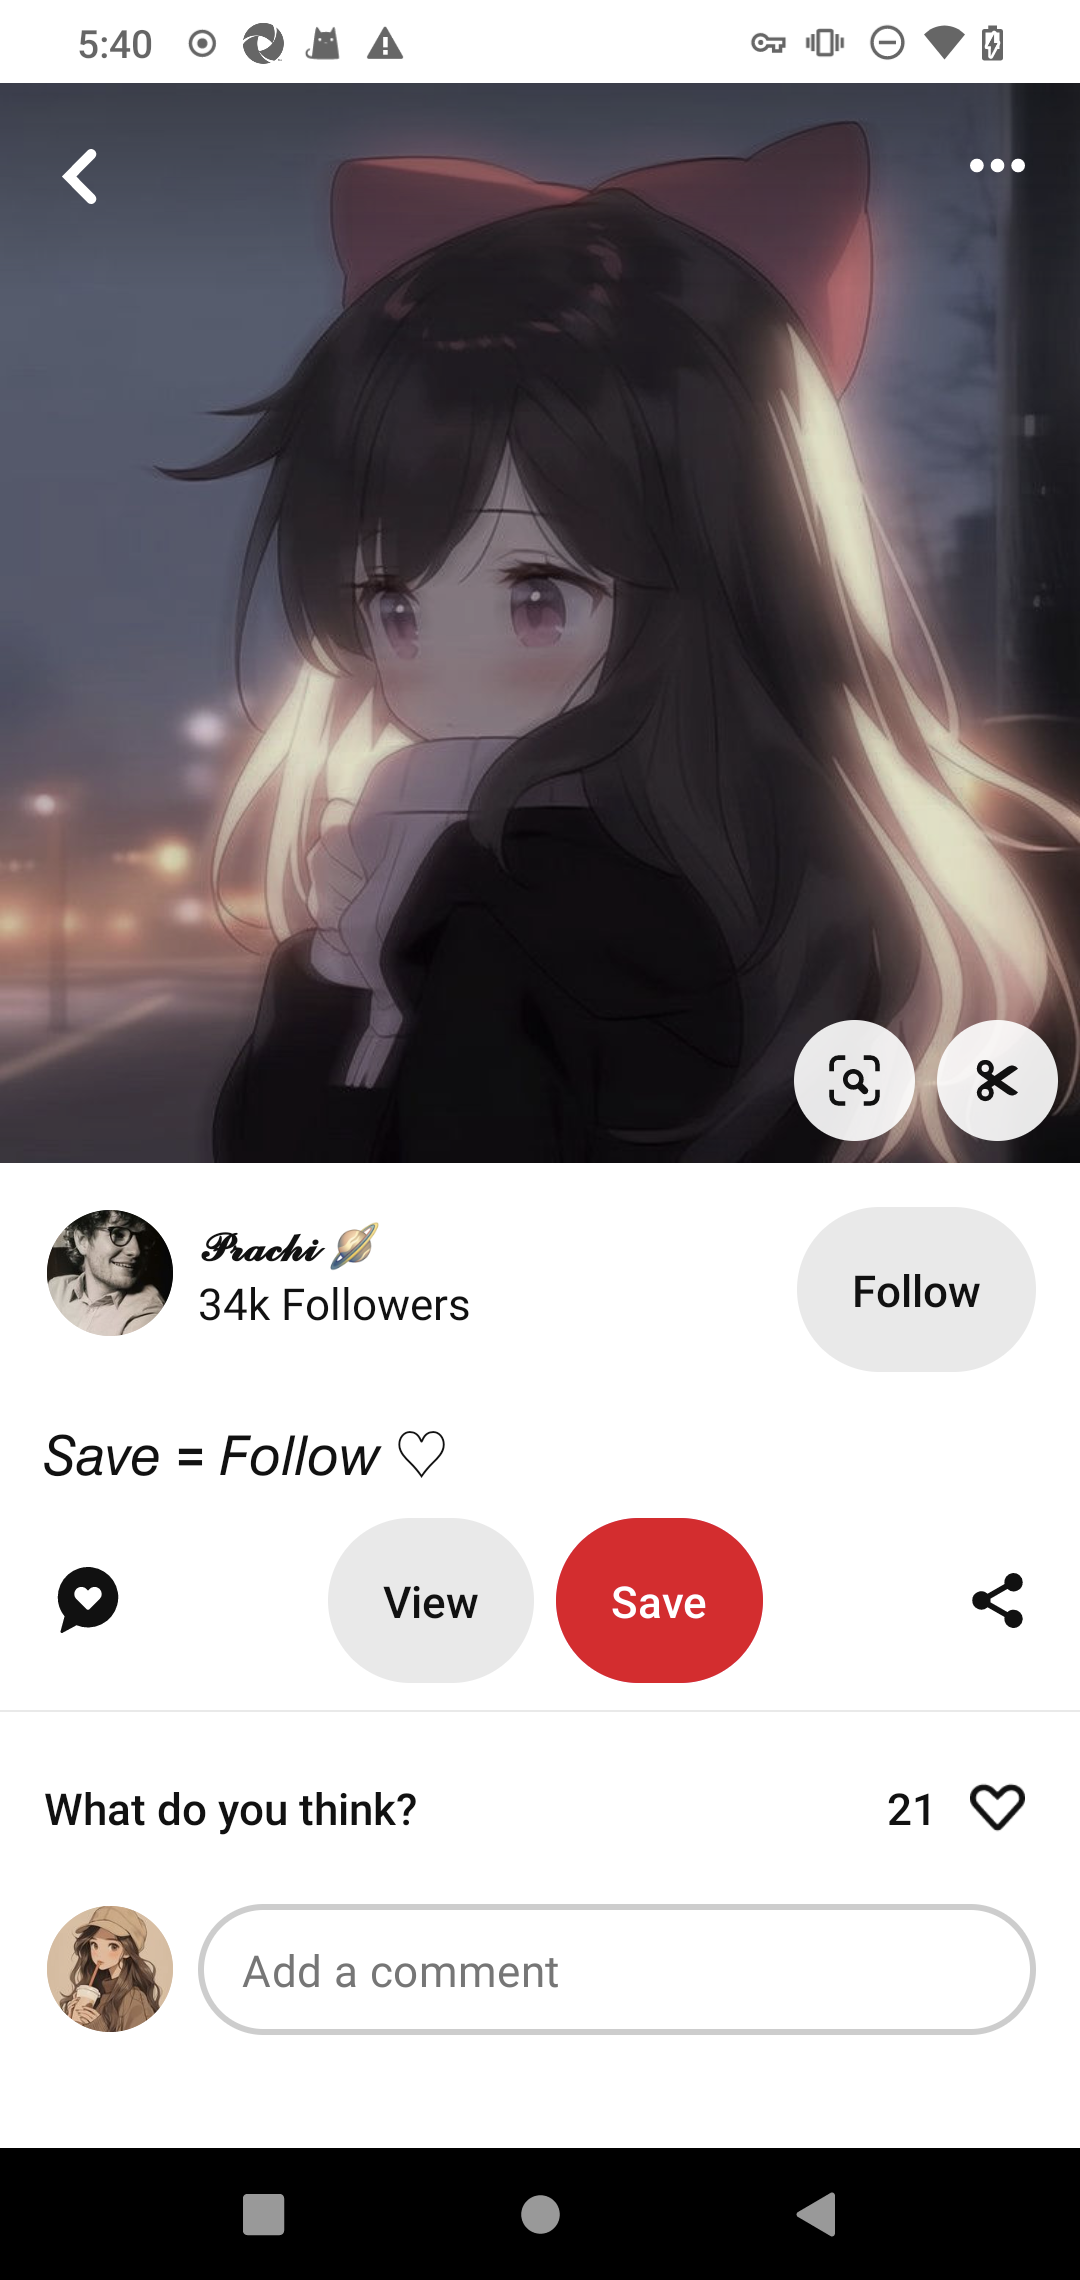 5:40
𝓟𝓻𝓪𝓬𝓱𝓲 🪐
34k Followers
Follow
Save = Follow ♡
View
Save
What do you think?
21
Add a comment